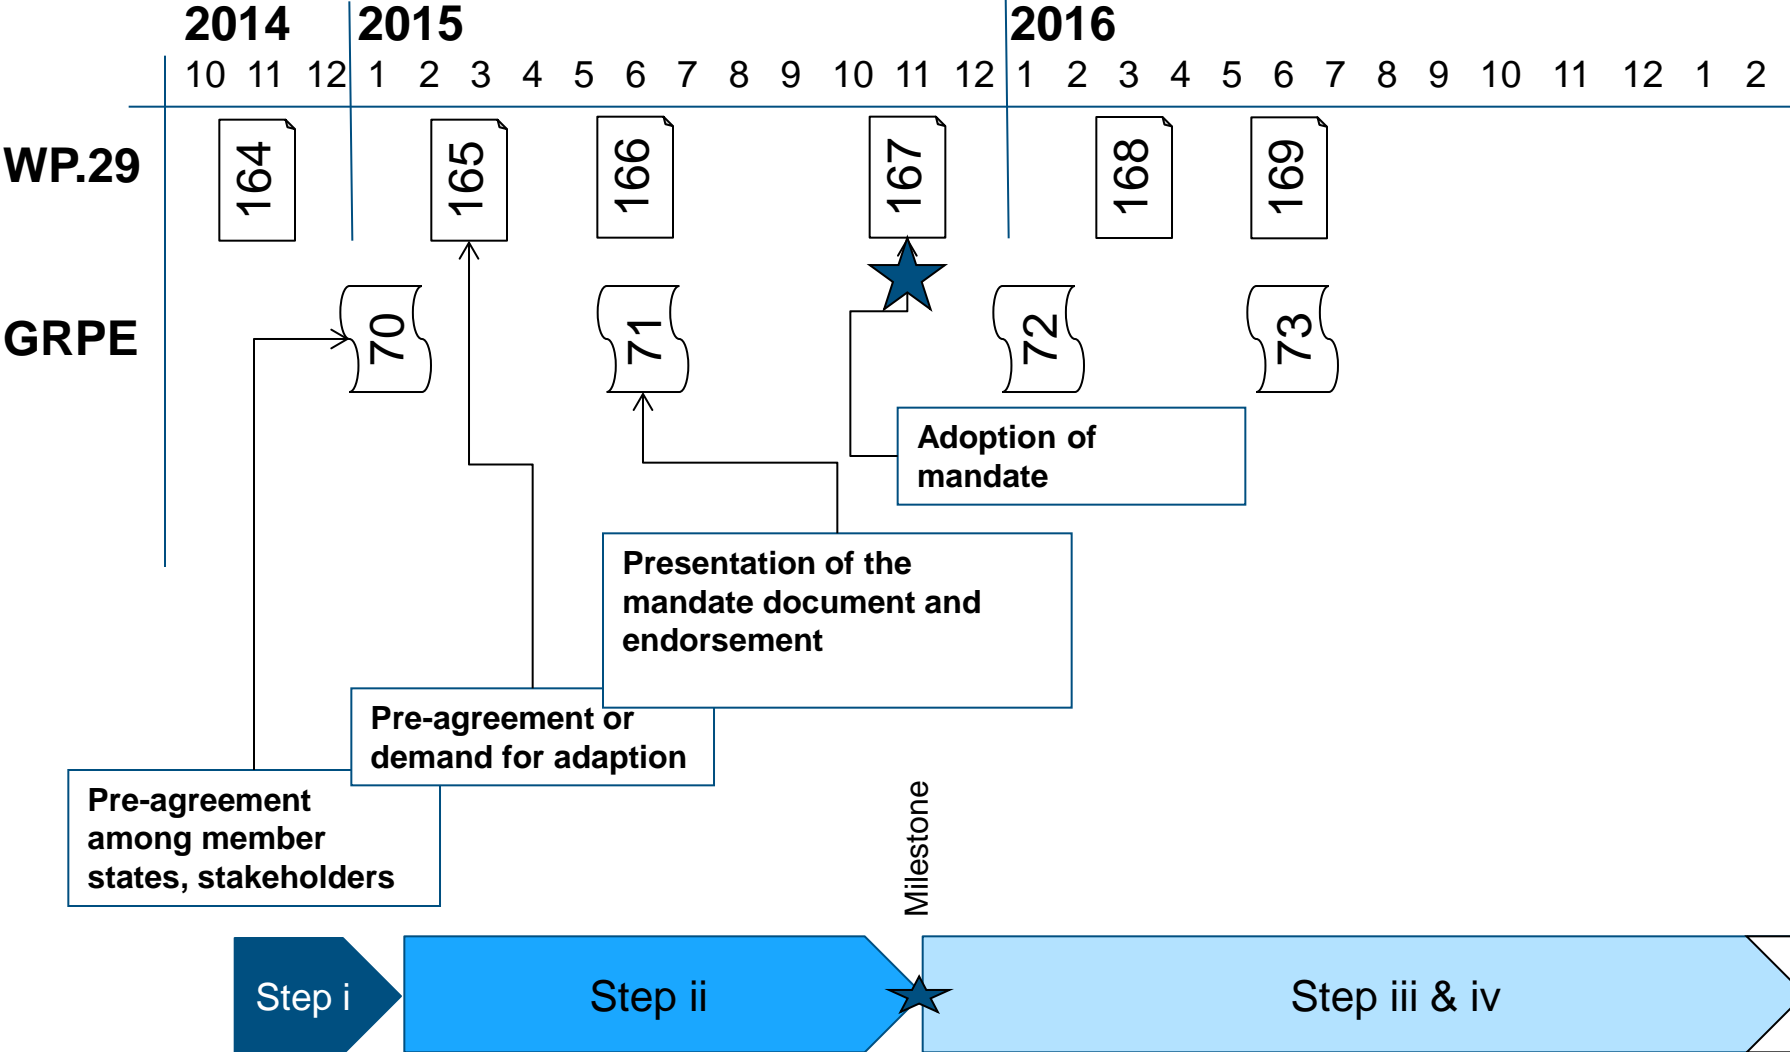 2014 2015 2016
10 11 12 1 2 3 4 5 6 7 8 9 10 11 12 1 2 3 4 5 6 7 8 9 10 11 12 1 2
WP.29 164 165 166 167 168 169
GRPE 70 71 72 73
Adoption of
mandate
Presentation of the
mandate document and
endorsement
Pre-agreement or
demand for adaption
Pre-agreement
among member
states, stakeholders
Milestone
Step i Step ii Step iii & iv